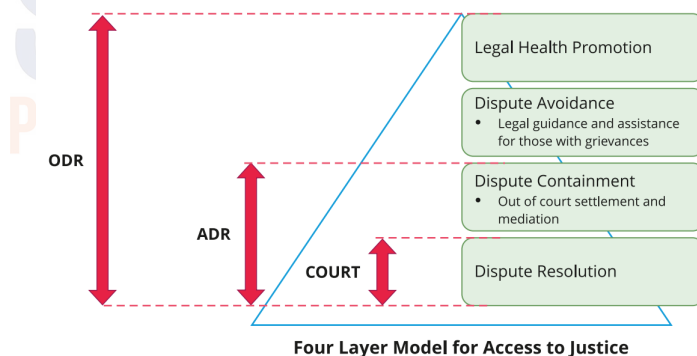 Legal Health Promotion
Dispute Avoidance
• Legal guidance and assistance
for those with grievances
ODR
Dispute Containment
• Out of court settlement and
mediation
ADR
COURT
Dispute Resolution
Four Layer Model for Access to Justice